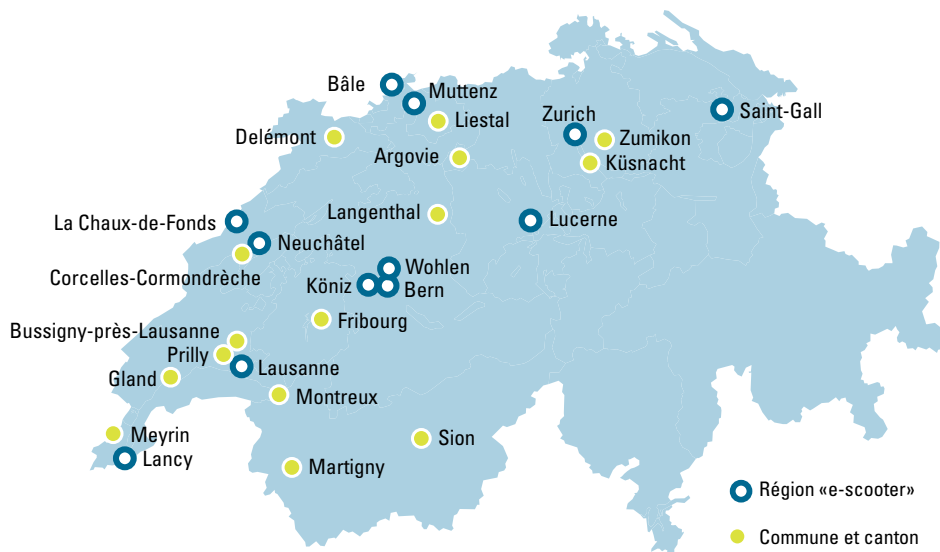 Bâle
Muttenz
Liestal
Delémont
Argovie
Zurich
Zumikon
Küsnacht
Saint-Gall
La Chaux-de-Fonds
Neuchâtel
Corcelles-Cormondrèche
Langenthal
Lucerne
Wohlen
Köniz
Bern
Fribourg
Bussigny-près-Lausanne
Prilly
Lausanne
Gland
Montreux
Meyrin
Lancy
Sion
Martigny
Région «e-scooter»
Commune et canton